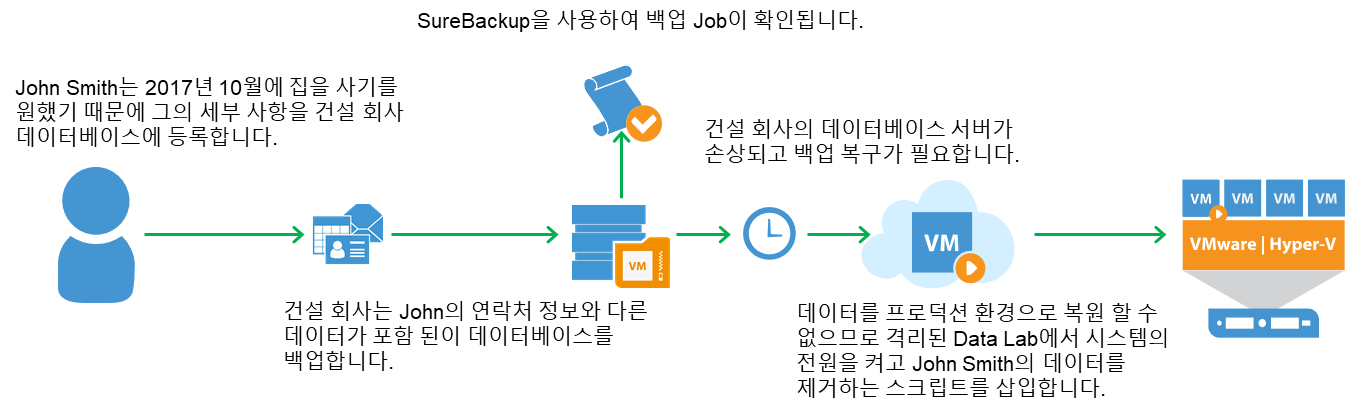 SureBackup을 사용하여 백업 Job이 확인됩니다.
John Smith는 2017년 10월에 집을 사기를
원했기 때문에 그의 세부 사항을 건설 회사
데이터베이스에 등록합니다.
건설 회사는 John의 연락처 정보와 다른
데이터가 포함 된이 데이터베이스를
백업합니다.
VM
건설 회사의 데이터베이스 서버가
손상되고 백업 복구가 필요합니다.
VM
데이터를 프로덕션 환경으로 복원 할 수
없으므로 격리된 Data Lab에서 시스템의
전원을 켜고 John Smith의 데이터를
제거하는 스크립트를 삽입합니다.
VM VM VM VM
VMware | Hyper-V